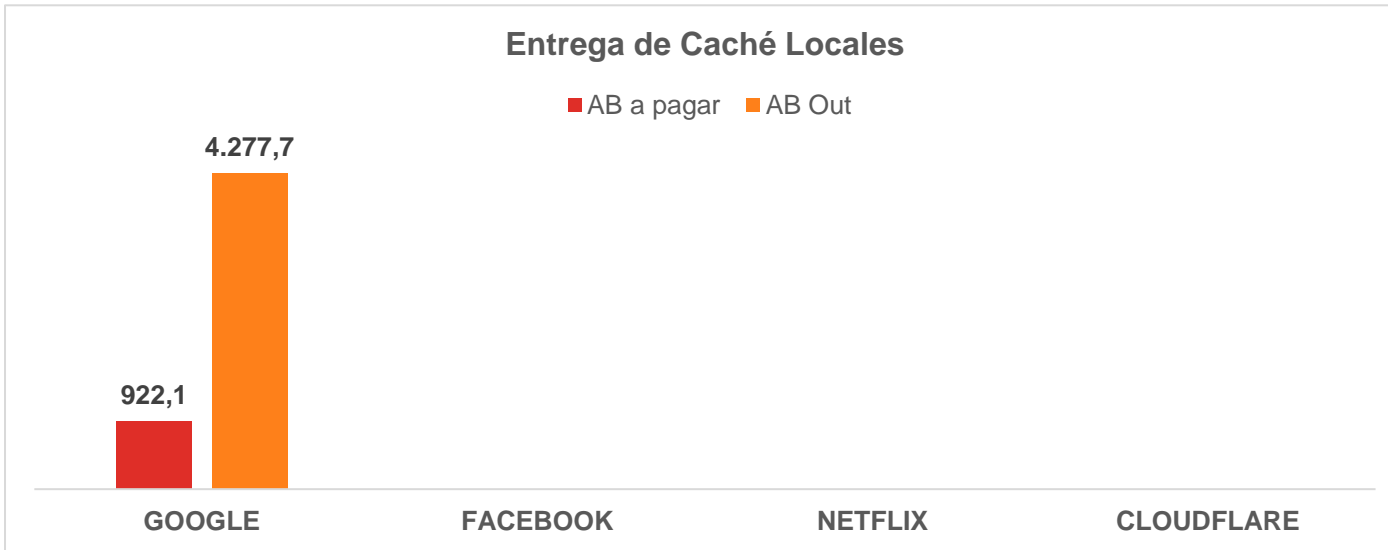 Entrega de Caché Locales
AB a pagar AB Out
4.277,7
922,1
GOOGLE FACEBOOK NETFLIX CLOUDFLARE